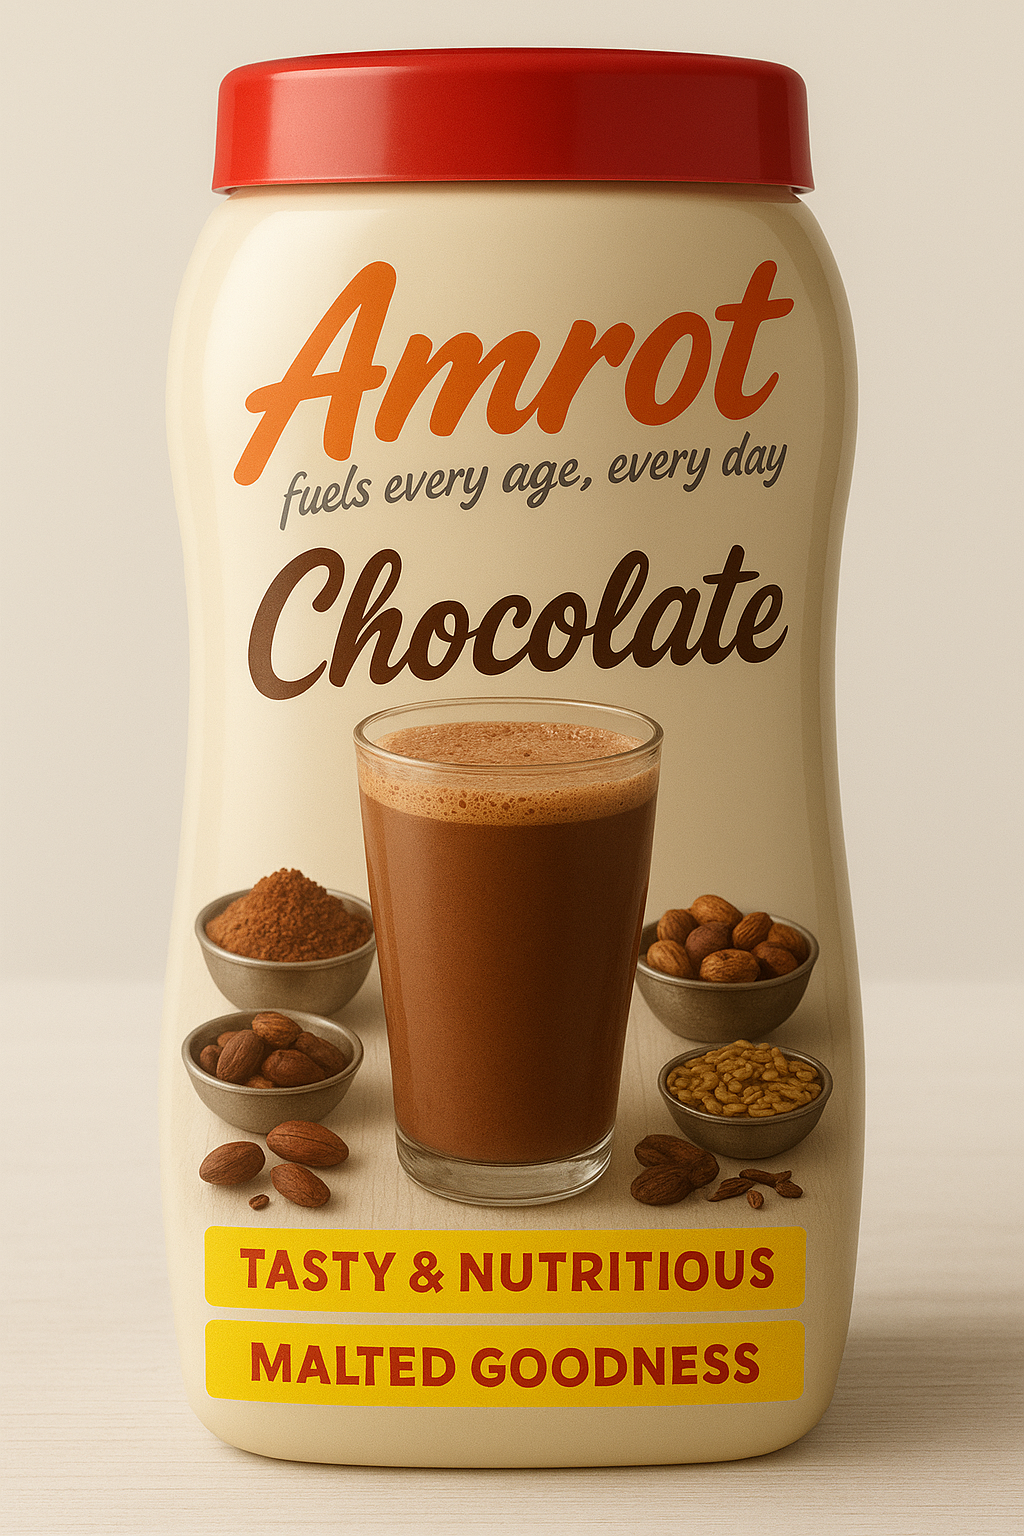 Amrot
fuels every age, every day
Chocolate
TASTY & NUTRITIOUS
MALTED GOODNESS